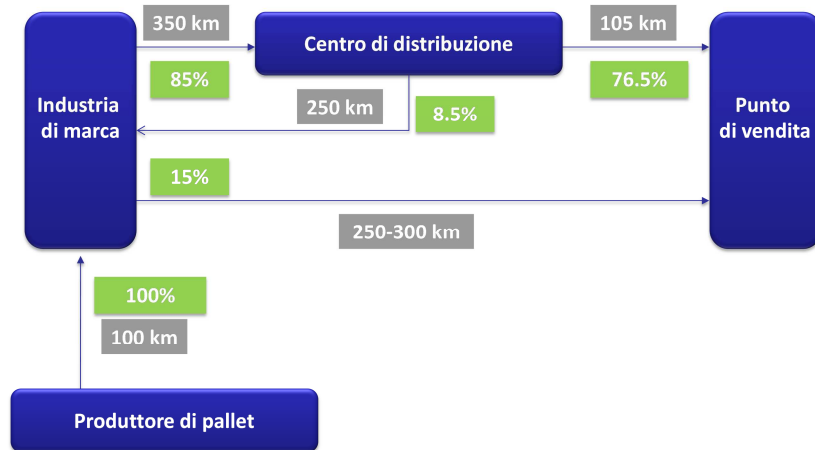 350 km
Centro di distribuzione
105 km
85%
76.5%
250 km
8.5%
Industria
di marca
Punto
di vendita
15%
250-300 km
100%
100 km
Produttore di pallet